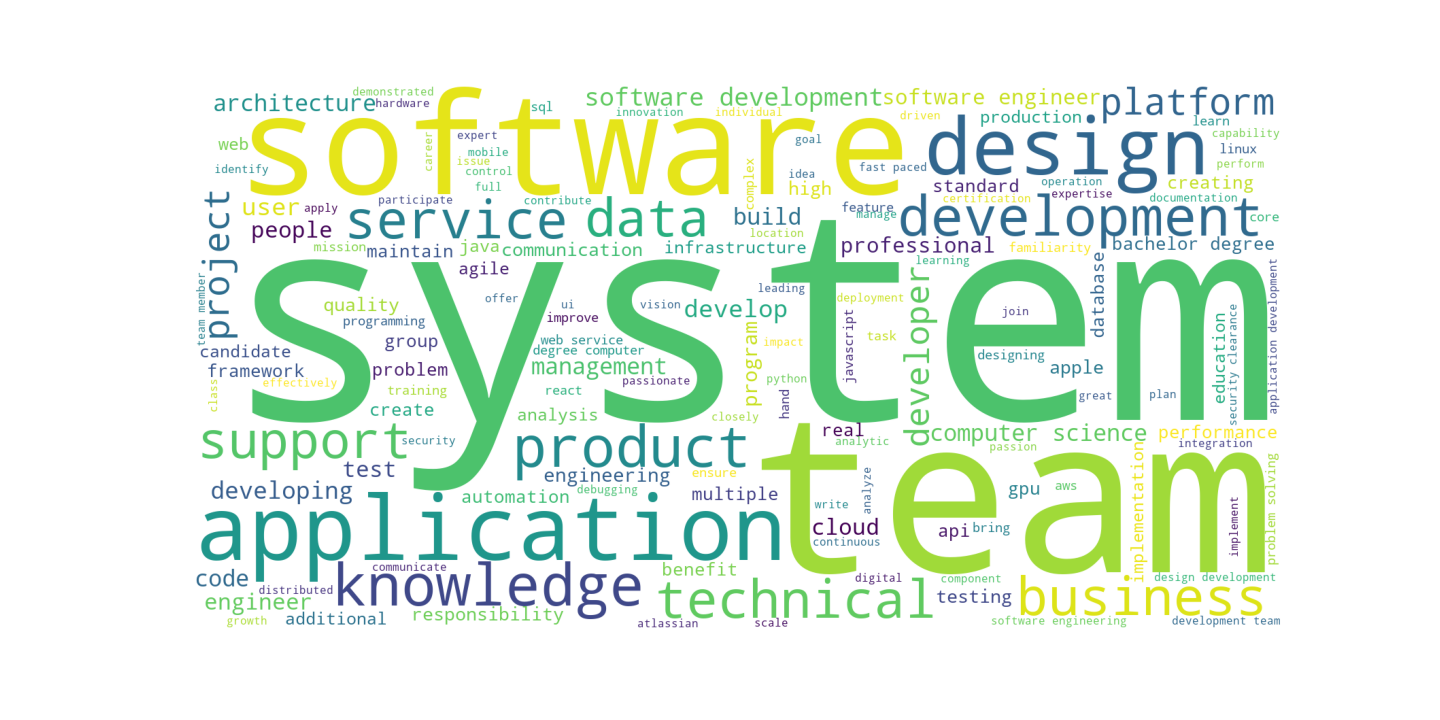 demonstrated
architecture
hardware
sql
software development
software engineer
platform
innovation
individual
driven
production
learn
software
design
web
career
expert
mobile
issue
control
full
goal
fast paced
capability
linux
perform
identify
complex
idea
high
standard
operation
expertise
certification
creating
documentation
project
user
apply
people
participate
service
contribute
data
build
location
feature
manage
development
core
mission
maintain
java
communication
agile
infrastructure
professional
familiarity
bachelor degree
learning
system
team member
quality
programming
group
offer
ui
improve
vision
develop
leading
deployment
developer
join
database
application development
candidate
framework
problem
web service
degree computer
management
program
impact
javascript
task
designing
apple
education
security clearance
class
effectively
training
create
react
passionate
analysis
python
closely
hand
great
plan
support
security
product
real
analytic
computer science
passion
performance
integration
team
test
engineering
ensure
developing
automation
debugging
multiple
write
analyze
gpu
aws
implementation
problem solving
application
cloud
continuous
api
bring
implement
code
communicate
distributed
knowledge
benefit
digital
component
design development
engineer
technical
testing
business
growth
additional
responsibility
atlassian
scale
software engineering
development team